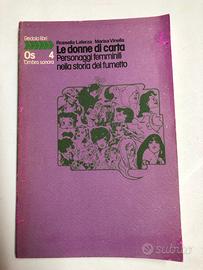 Dedalo libri
Os 4
L'ombra sonora
Rossella Laterza Marisa Vinella
Le donne di carta
Personaggi femminili
nella storia del fumetto
subito